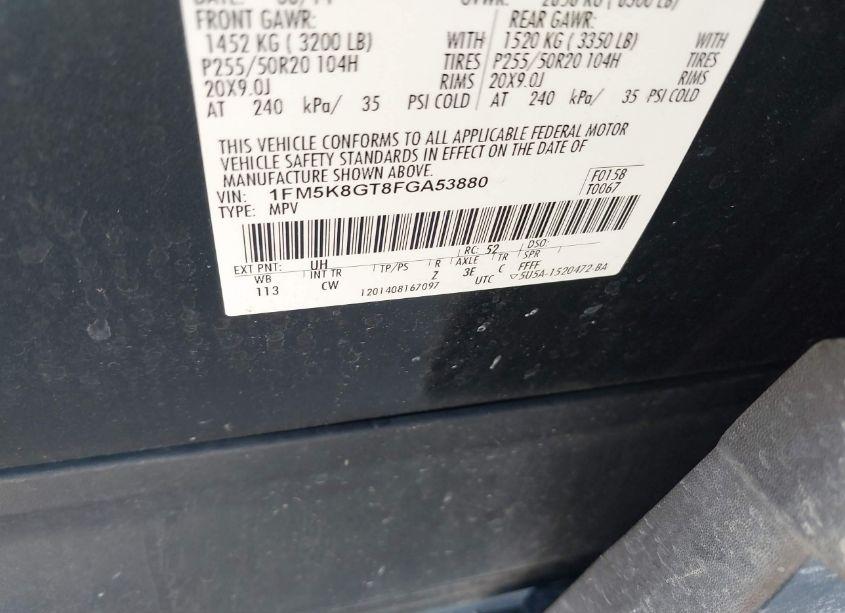 FRONT GAWR: REAR GAWR:
1452 KG ( 3200 LB) WITH 1520 KG ( 3350 LB) WITH
P255/50R20 104H TIRES P255/50R20 104H TIRES
20X9.0J RIMS 20X9.0J RIMS
AT 240 kPa/ 35 PSI COLD AT 240 kPa/ 35 PSI COLD
THIS VEHICLE CONFORMS TO ALL APPLICABLE FEDERAL MOTOR
VEHICLE SAFETY STANDARDS IN EFFECT ON THE DATE OF
MANUFACTURE SHOWN ABOVE.
VIN: 1FM5K8GT8FGA53880 F0158
TYPE: MPV T0067
EXT PNT: UH RC: 52 DSO:
WB INT TR TP/PS R AXLE TR SPR
113 CW Z 3E C FFFF
1201408167097 UTC ▽5U5A-1520472-BA